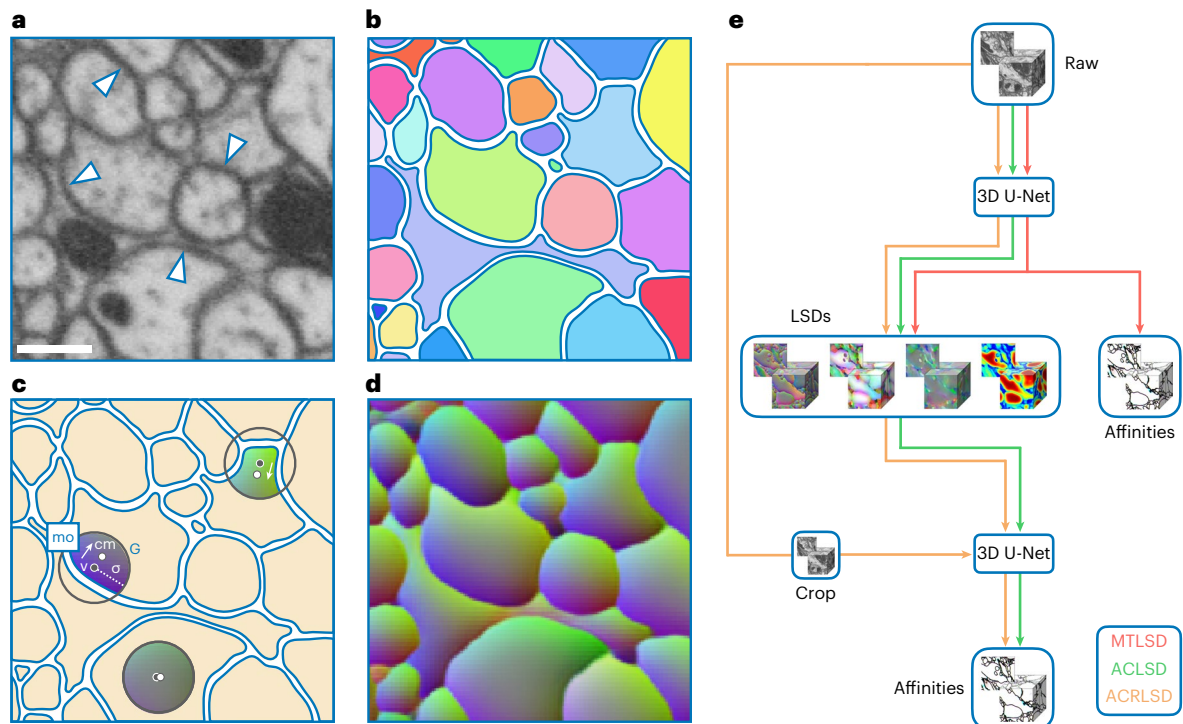 a
b
e
Raw
3D U-Net
LSDs
Affinities
c
d
mo
cm
G
v
σ
3D U-Net
Crop
Affinities
MTLSD
ACLSD
ACRLSD